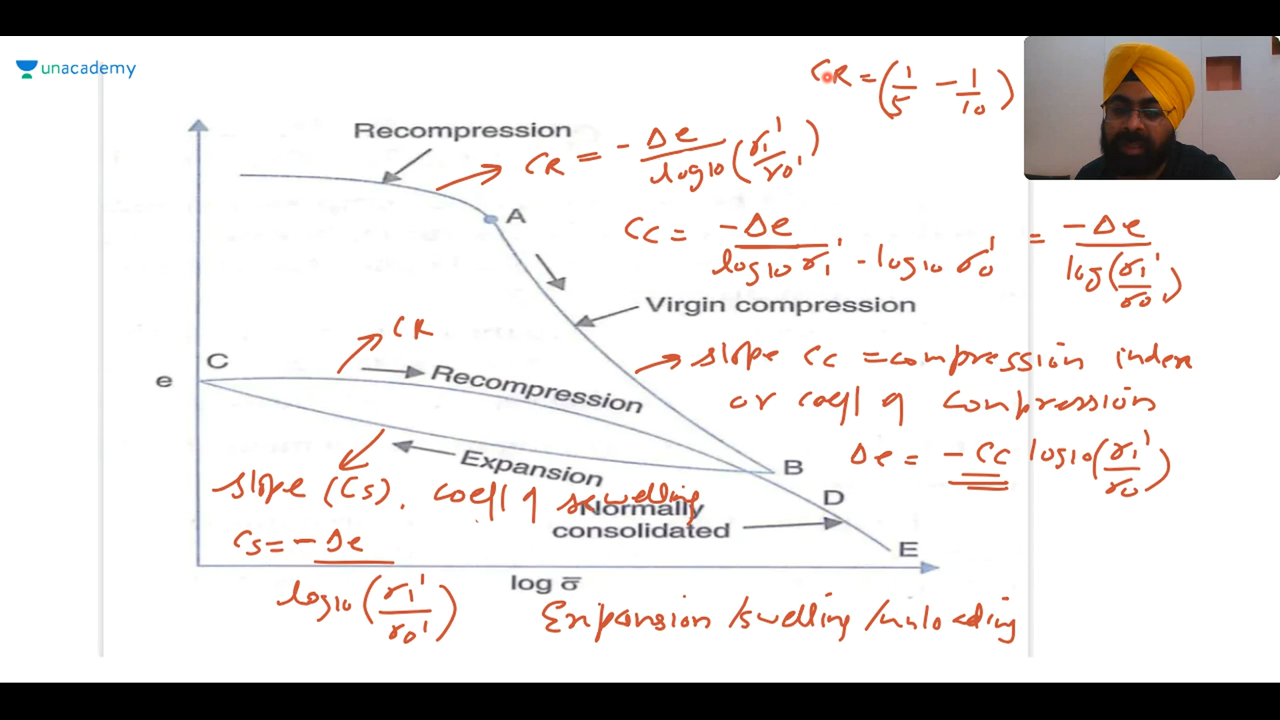 unacademy
CR = (1/5 - 1/10)
Recompression
CR = - Δe / log10 (σ1' / σ0')
A
CC = -Δe / log10 σ1' - log10 σ0' = -Δe / log (σ1' / σ0')
Virgin compression
CR
C
e
Recompression
slope CC = compression index
or coeff of compression
Expansion
B
Δe = -CC log10 (σ1' / σ0')
slope (Cs). coeff of swelling
D
Normally
consolidated
E
Cs = -Δe / log10 (σ1' / σ0')
log σ̅
Expansion /swelling /unloading